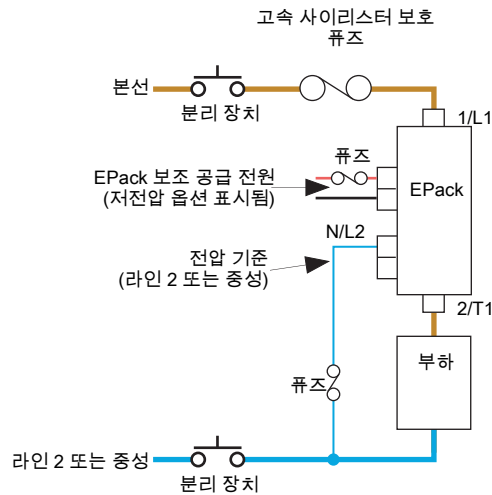 고속 사이리스터 보호
퓨즈
본선
분리 장치
1/L1
퓨즈
EPack 보조 공급 전원
(저전압 옵션 표시됨)
EPack
N/L2
전압 기준
(라인 2 또는 중성)
2/T1
부하
퓨즈
라인 2 또는 중성
분리 장치